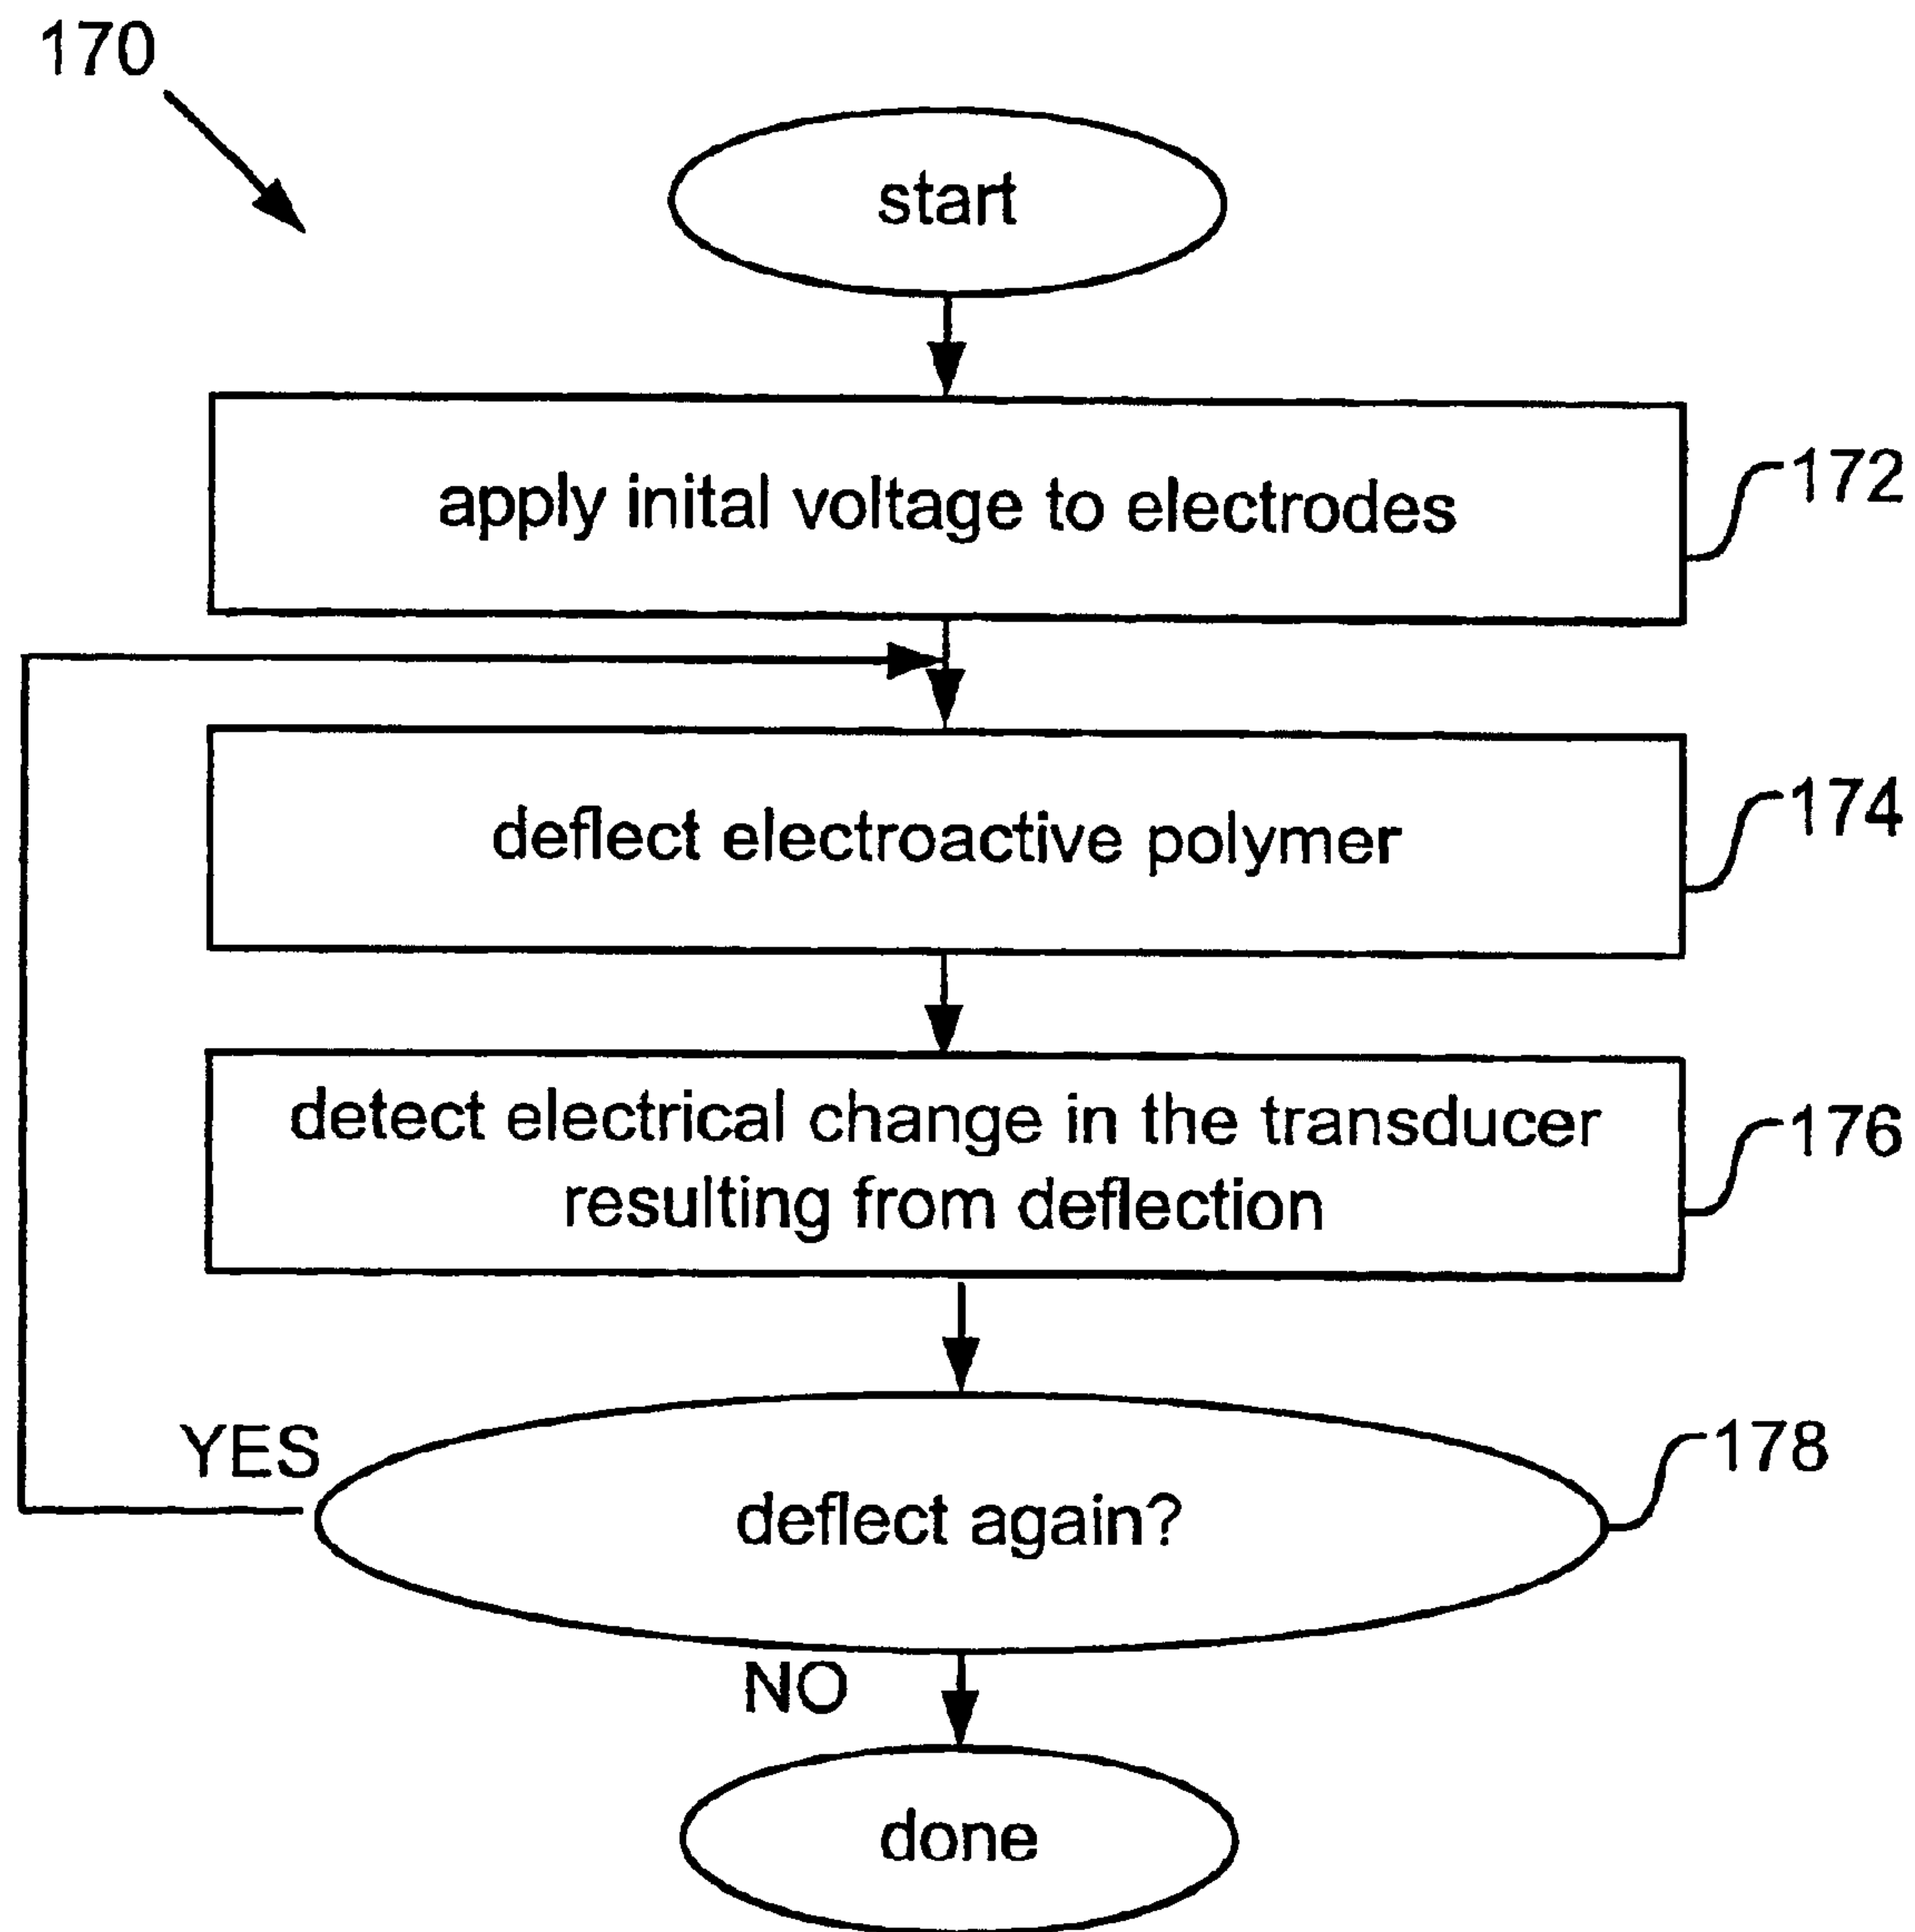 170
start
apply inital voltage to electrodes
172
deflect electroactive polymer
174
detect electrical change in the transducer
resulting from deflection
176
YES
deflect again?
178
NO
done